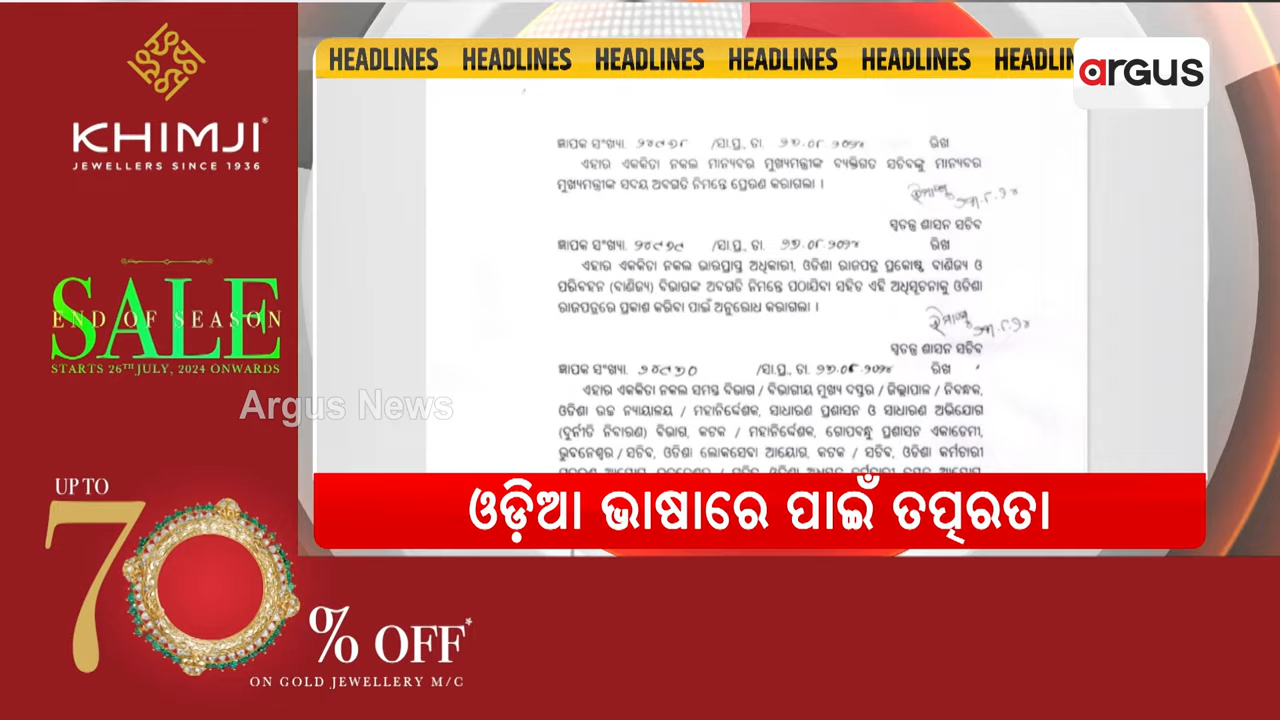 KHIMJI
JEWELLERS SINCE 1936
SALE
END OF SEASON
STARTS 26TH JULY, 2024 ONWARDS
UP TO
70% OFF*
ON GOLD JEWELLERY M/C
HEADLINES HEADLINES HEADLINES HEADLINES HEADLINES HEADLIN
argus
ଜ୍ଞାପକ ସଂଖ୍ୟା. /ସା.ପ୍ର., ତା. ରିଖ
ଏହାର ଏକକିତା ନକଲ ମାନ୍ୟବର ମୁଖ୍ୟମନ୍ତ୍ରୀଙ୍କ ବ୍ୟକ୍ତିଗତ ସଚିବଙ୍କୁ ମାନ୍ୟବର
ମୁଖ୍ୟମନ୍ତ୍ରୀଙ୍କ ସଦୟ ଅବଗତି ନିମନ୍ତେ ପ୍ରେରଣ କରାଗଲା ।
ସ୍ୱତନ୍ତ୍ର ଶାସନ ସଚିବ
ଜ୍ଞାପକ ସଂଖ୍ୟା. /ସା.ପ୍ର., ତା. ରିଖ
ଏହାର ଏକକିତା ନକଲ ଭାରପ୍ରାପ୍ତ ଅଧିକାରୀ, ଓଡିଶା ରାଜପତ୍ର ପ୍ରକୋଷ୍ଠ, ବାଣିଜ୍ୟ ଓ
ପରିବହନ (ବାଣିଜ୍ୟ) ବିଭାଗଙ୍କ ଅବଗତି ନିମନ୍ତେ ପଠାଯିବା ସହିତ ଏହି ଅଧିସୂଚନାକୁ ଓଡିଶା
ରାଜପତ୍ରରେ ପ୍ରକାଶ କରିବା ପାଇଁ ଅନୁରୋଧ କରାଗଲା ।
ସ୍ୱତନ୍ତ୍ର ଶାସନ ସଚିବ
ଜ୍ଞାପକ ସଂଖ୍ୟା. /ସା.ପ୍ର., ତା. ରିଖ
ଏହାର ଏକକିତା ନକଲ ସମସ୍ତ ବିଭାଗ / ବିଭାଗୀୟ ମୁଖ୍ୟ ଦପ୍ତର / ଜିଲ୍ଲାପାଳ / ନିବନ୍ଧକ,
ଓଡିଶା ଉଚ୍ଚ ନ୍ୟାୟାଳୟ / ମହାନିର୍ଦ୍ଦେଶକ, ସାଧାରଣ ପ୍ରଶାସନ ଓ ସାଧାରଣ ଅଭିଯୋଗ
(ଦୁର୍ନୀତି ନିବାରଣ) ବିଭାଗ, କଟକ / ମହାନିର୍ଦ୍ଦେଶକ, ଗୋପବନ୍ଧୁ ପ୍ରଶାସନ ଏକାଡେମୀ,
ଭୁବନେଶ୍ୱର / ସଚିବ, ଓଡିଶା ଲୋକସେବା ଆୟୋଗ, କଟକ / ସଚିବ, ଓଡିଶା କର୍ମଚାରୀ
Argus News
ଓଡ଼ିଆ ଭାଷାରେ ପାଇଁ ତତ୍ପରତା